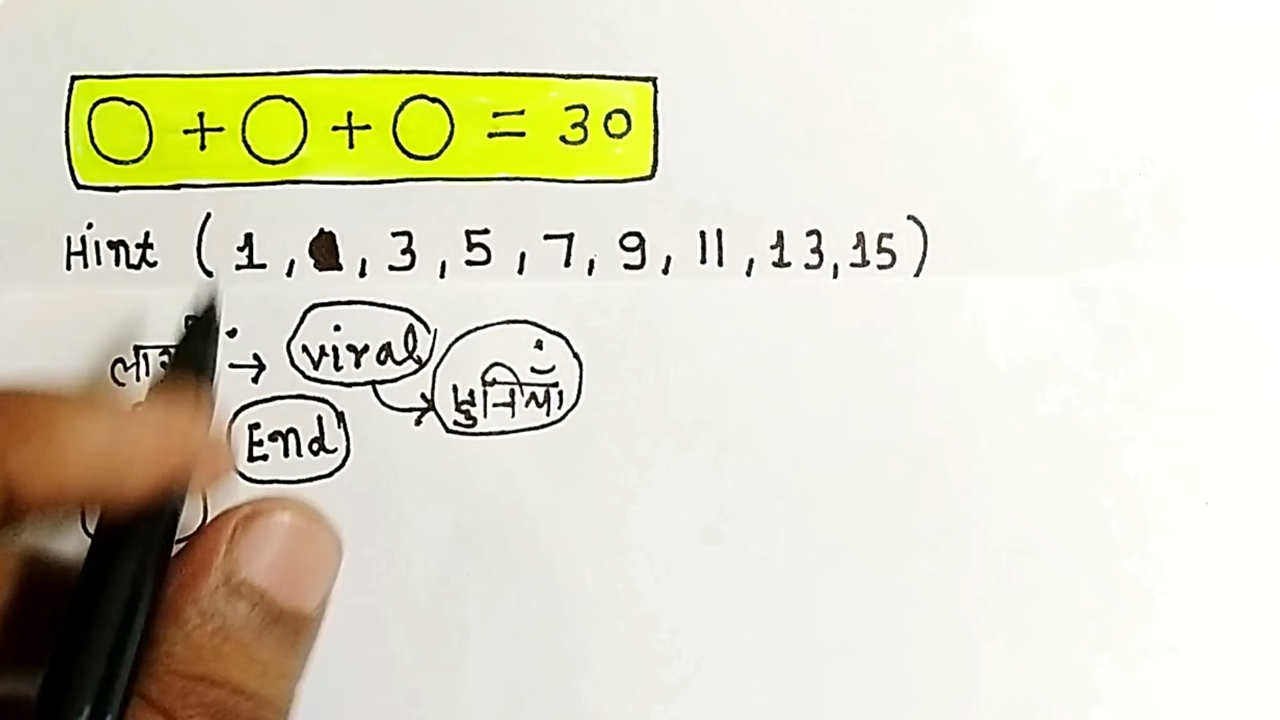 ○ + ○ + ○ = 30
Hint (1, , 3, 5, 7, 9, 11, 13, 15)
→ viral
End